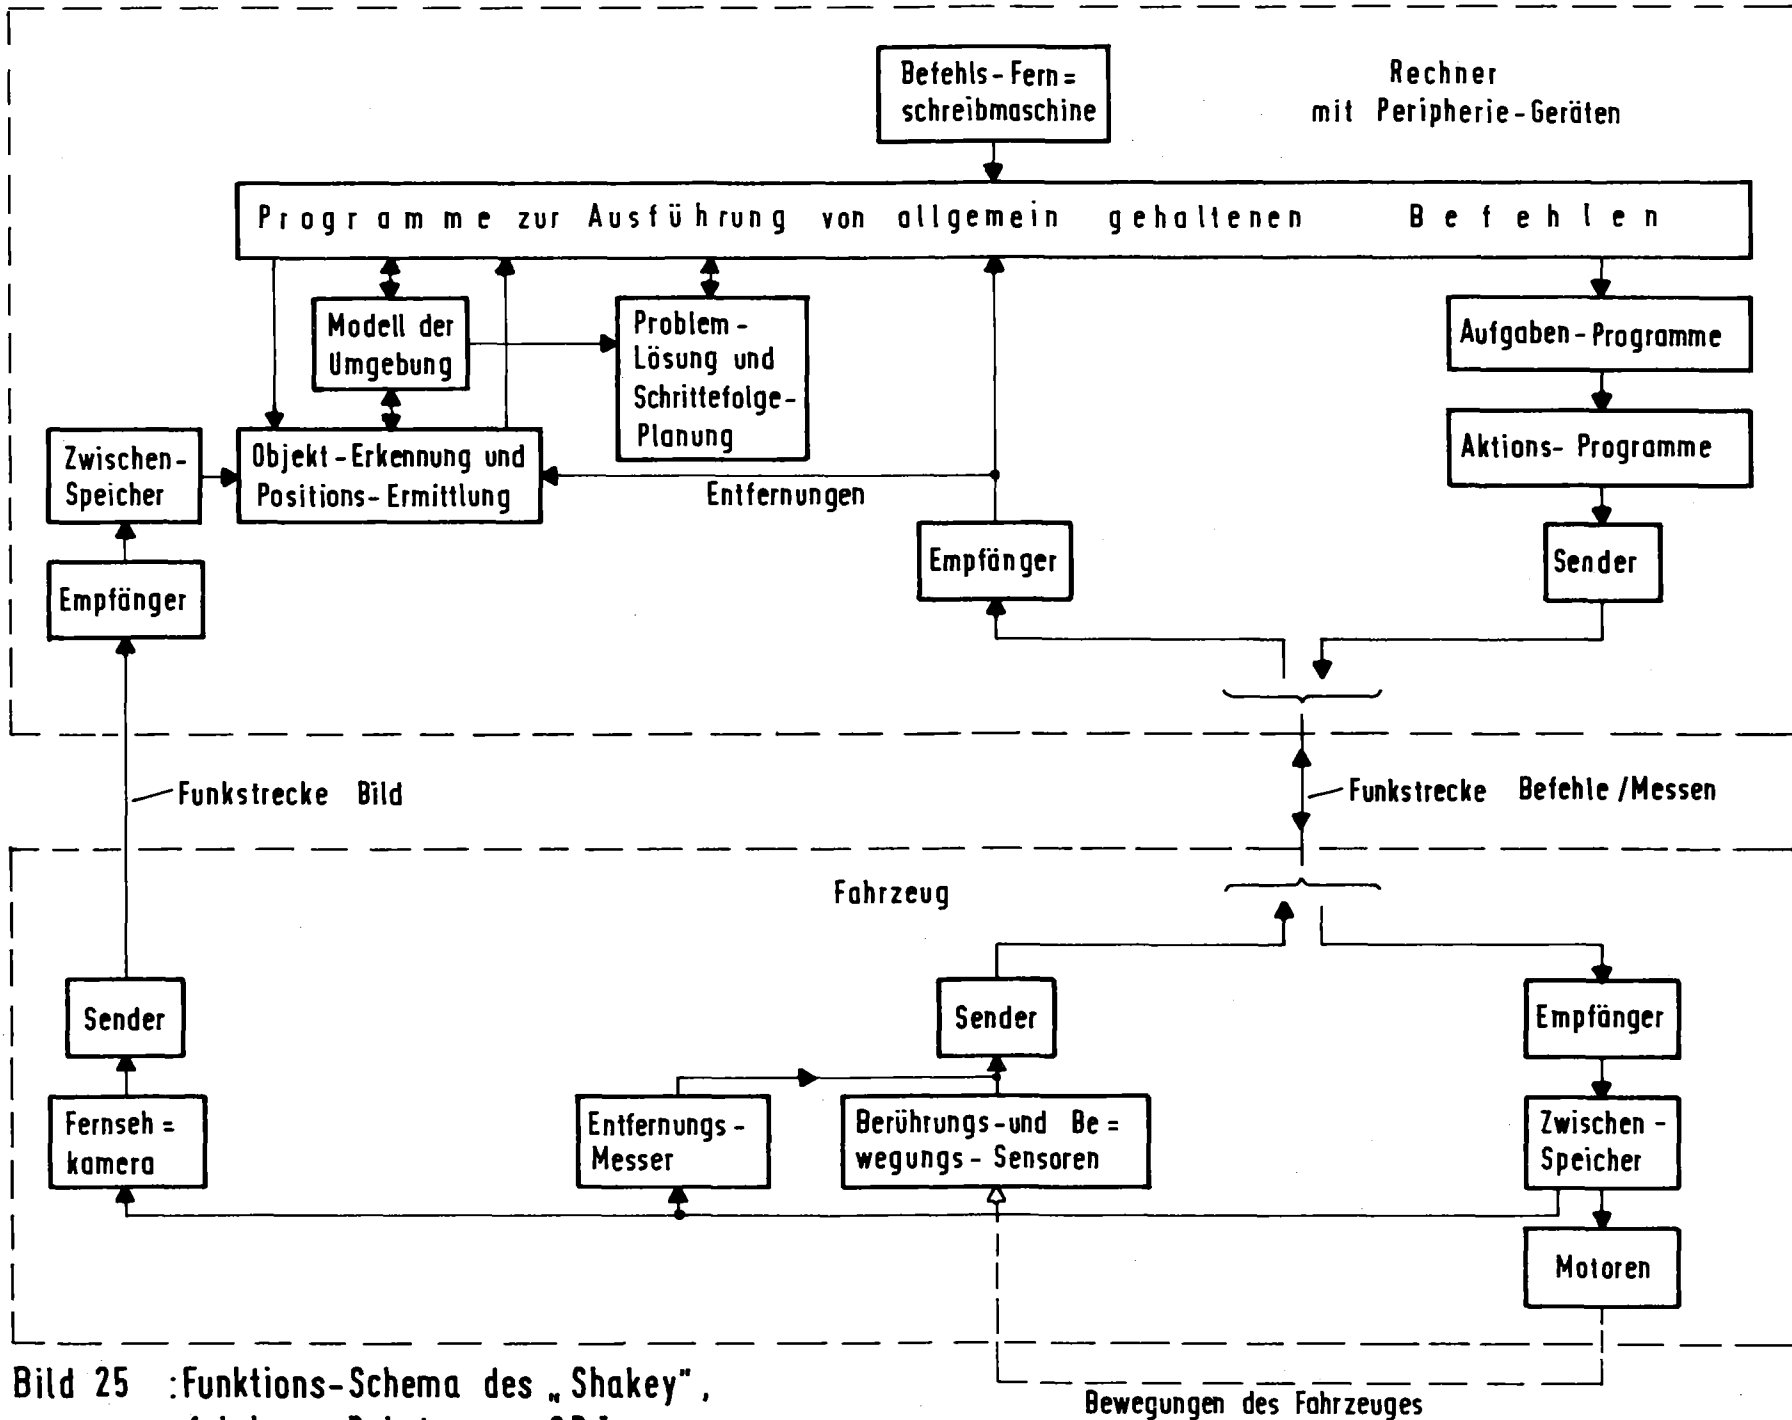 Befehls-Fern=
schreibmaschine
Rechner
mit Peripherie-Geräten
Programme zur Ausführung von allgemein gehaltenen Befehlen
Modell der
Umgebung
Problem-
Lösung und
Schrittefolge-
Planung
Aufgaben-Programme
Aktions-Programme
Zwischen-
Speicher
Objekt-Erkennung und
Positions-Ermittlung
Entfernungen
Empfänger
Empfänger
Sender
Funkstrecke Bild
Funkstrecke Befehle/Messen
Fahrzeug
Sender
Sender
Empfänger
Fernseh=
kamera
Entfernungs-
Messer
Berührungs-und Be=
wegungs-Sensoren
Zwischen-
Speicher
Motoren
Bewegungen des Fahrzeuges
Bild 25 :Funktions-Schema des „Shakey",